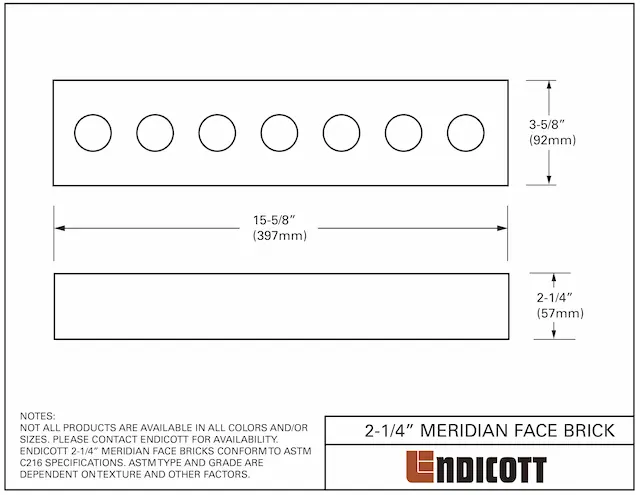 3-5/8”
(92mm)
15-5/8”
(397mm)
2-1/4”
(57mm)
NOTES:
NOT ALL PRODUCTS ARE AVAILABLE IN ALL COLORS AND/OR
SIZES. PLEASE CONTACT ENDICOTT FOR AVAILABILITY.
ENDICOTT 2-1/4” MERIDIAN FACE BRICKS CONFORM TO ASTM
C216 SPECIFICATIONS. ASTM TYPE AND GRADE ARE
DEPENDENT ON TEXTURE AND OTHER FACTORS.
2-1/4” MERIDIAN FACE BRICK
ENDICOTT